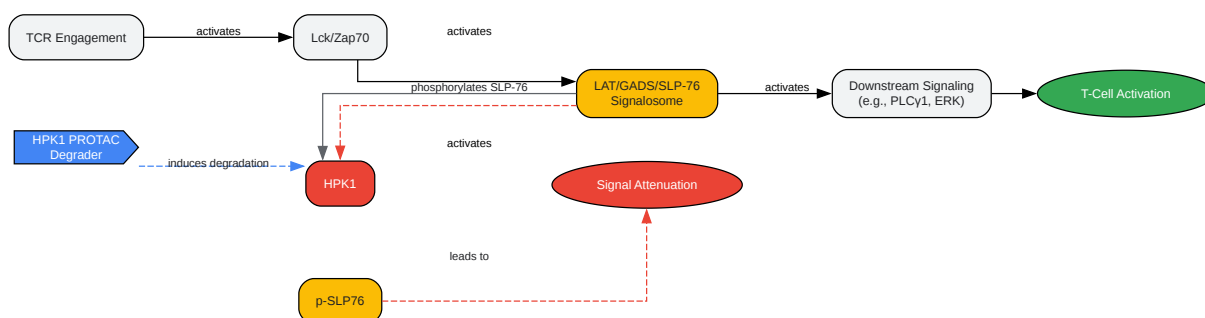 TCR Engagement
activates
Lck/Zap70
activates
phosphorylates SLP-76
LAT/GADS/SLP-76
Signalosome
activates
Downstream Signaling
(e.g., PLCγ1, ERK)
T-Cell Activation
HPK1 PROTAC
Degrader
induces degradation
activates
HPK1
Signal Attenuation
leads to
p-SLP76